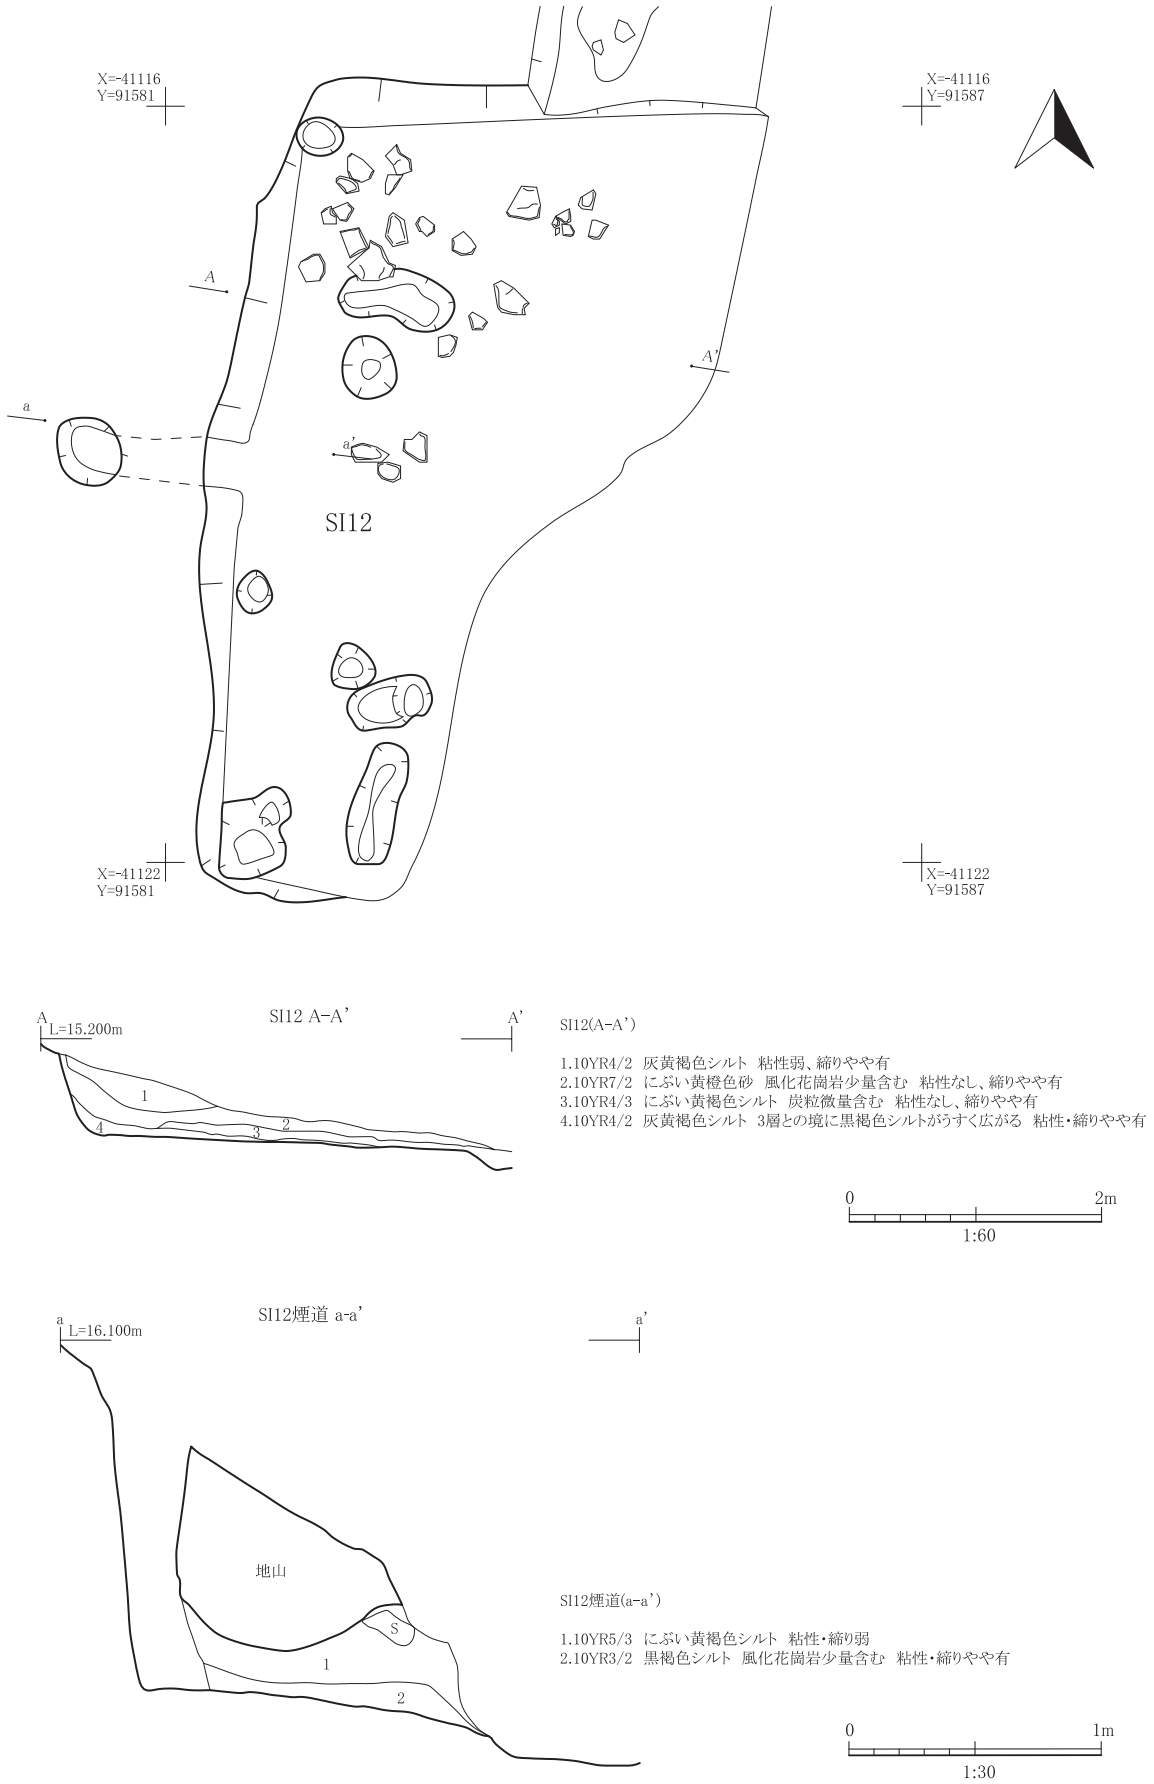 X=-41116
Y=91581
X=-41116
Y=91587
A
A'
a
a'
SI12
X=-41122
Y=91581
X=-41122
Y=91587
SI12 A-A'
A
L=15.200m
A'
1
2
3
4
SI12(A-A')
1.10YR4/2 灰黄褐色シルト 粘性弱、締りやや有
2.10YR7/2 にぶい黄橙色砂 風化花崗岩少量含む 粘性なし、締りやや有
3.10YR4/3 にぶい黄褐色シルト 炭粒微量含む 粘性なし、締りやや有
4.10YR4/2 灰黄褐色シルト 3層との境に黒褐色シルトがうすく広がる 粘性・締りやや有
0 2m
1:60
SI12煙道 a-a'
a
L=16.100m
a'
地山
S
1
2
SI12煙道(a-a')
1.10YR5/3 にぶい黄褐色シルト 粘性・締り弱
2.10YR3/2 黒褐色シルト 風化花崗岩少量含む 粘性・締りやや有
0 1m
1:30